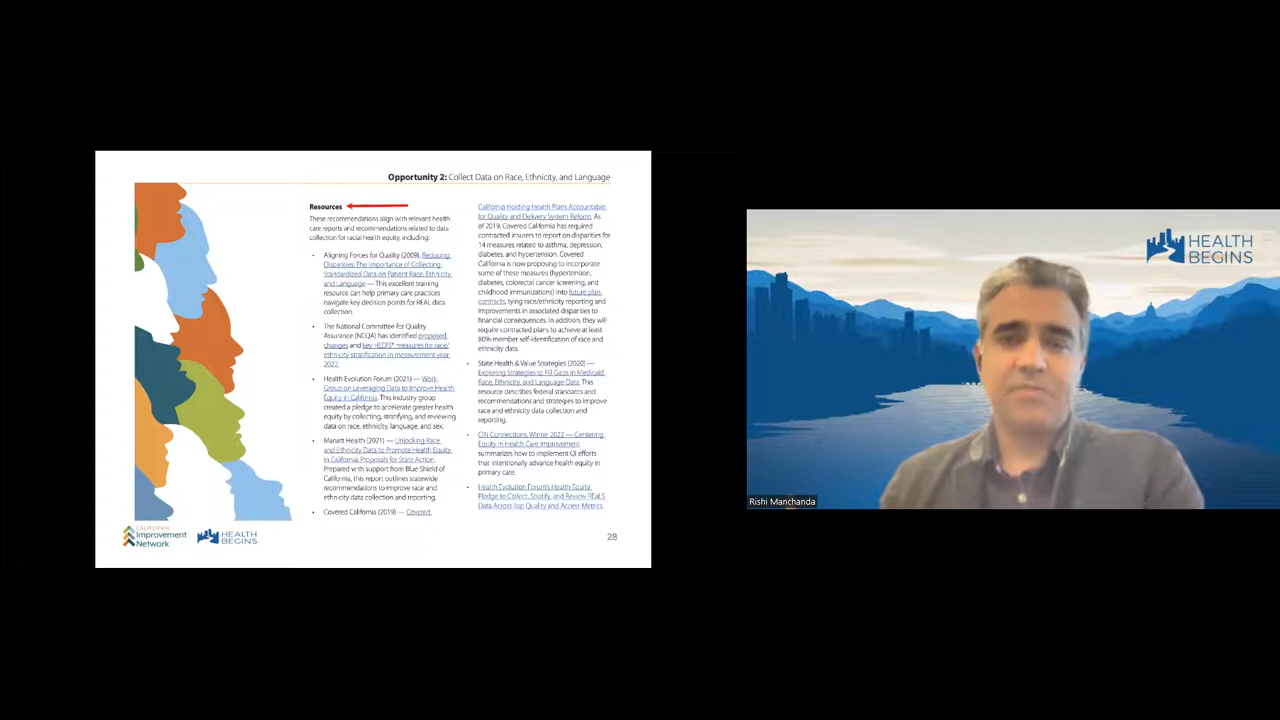 Opportunity 2: Collect Data on Race, Ethnicity, and Language
Resources
These recommendations align with relevant health
care reports and recommendations related to data
collection for racial health equity, including:
• Aligning Forces for Quality (2009), Reducing
Disparities: The Importance of Collecting
Standardized Data on Patient Race, Ethnicity
and Language — This excellent training
resource can help primary care practices
navigate key decision points for REAL data
collection.
• The National Committee for Quality
Assurance (NCQA) has identified proposed
changes and key HEDIS® measures for race/
ethnicity stratification in measurement year
2022.
• Health Evolution Forum (2021) — Work
Group on Leveraging Data to Improve Health
Equity in California. This industry group
created a pledge to accelerate greater health
equity by collecting, stratifying, and reviewing
data on race, ethnicity, language, and sex.
• Manatt Health (2021) — Unlocking Race
and Ethnicity Data to Promote Health Equity
in California: Proposals for State Action.
Prepared with support from Blue Shield of
California, this report outlines statewide
recommendations to improve race and
ethnicity data collection and reporting.
• Covered California (2019) — Covered
California Holding Health Plans Accountable
for Quality and Delivery System Reform. As
of 2019, Covered California has required
contracted insurers to report on disparities for
14 measures related to asthma, depression,
diabetes, and hypertension. Covered
California is now proposing to incorporate
some of these measures (hypertension,
diabetes, colorectal cancer screening, and
childhood immunizations) into future plan
contracts, tying race/ethnicity reporting and
improvements in associated disparities to
financial consequences. In addition, they will
require contracted plans to achieve at least
80% member self-identification of race and
ethnicity data.
• State Health & Value Strategies (2020) —
Exploring Strategies to Fill Gaps in Medicaid
Race, Ethnicity, and Language Data. This
resource describes federal standards and
recommendations and strategies to improve
race and ethnicity data collection and
reporting.
• CIN Connections, Winter 2022 — Centering
Equity in Health Care Improvement
summarizes how to implement QI efforts
that intentionally advance health equity in
primary care.
• Health Evolution Forum's Health Equity
Pledge to Collect, Stratify, and Review REaLS
Data Across Top Quality and Access Metrics.
CALIFORNIA
Improvement
Network
HEALTH
BEGINS
28
HEALTH
BEGINS
Rishi Manchanda